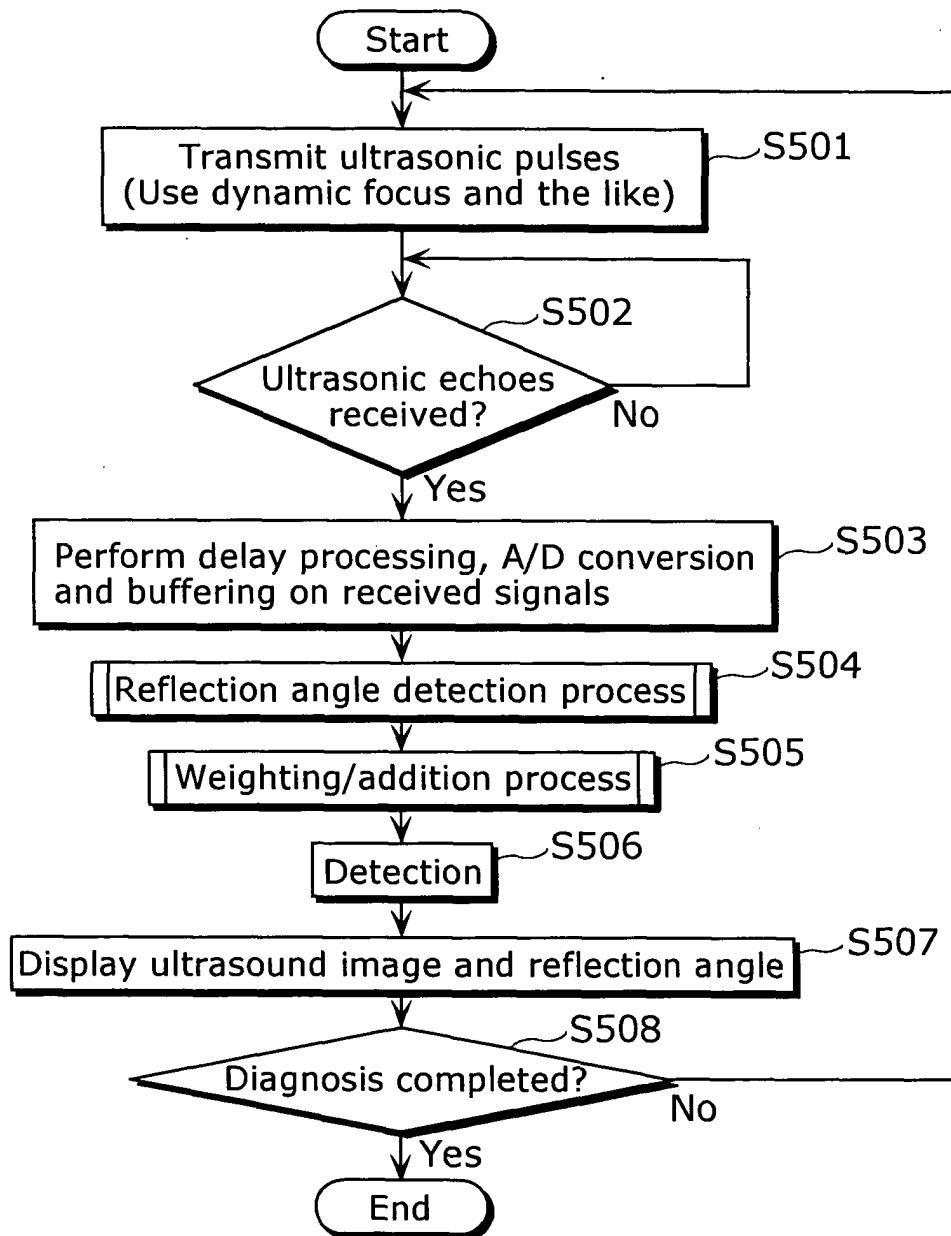 Start
Transmit ultrasonic pulses
(Use dynamic focus and the like)
S501
S502
Ultrasonic echoes
received?
No
Yes
Perform delay processing, A/D conversion
and buffering on received signals
S503
Reflection angle detection process
S504
Weighting/addition process
S505
Detection
S506
Display ultrasound image and reflection angle
S507
S508
Diagnosis completed?
No
Yes
End